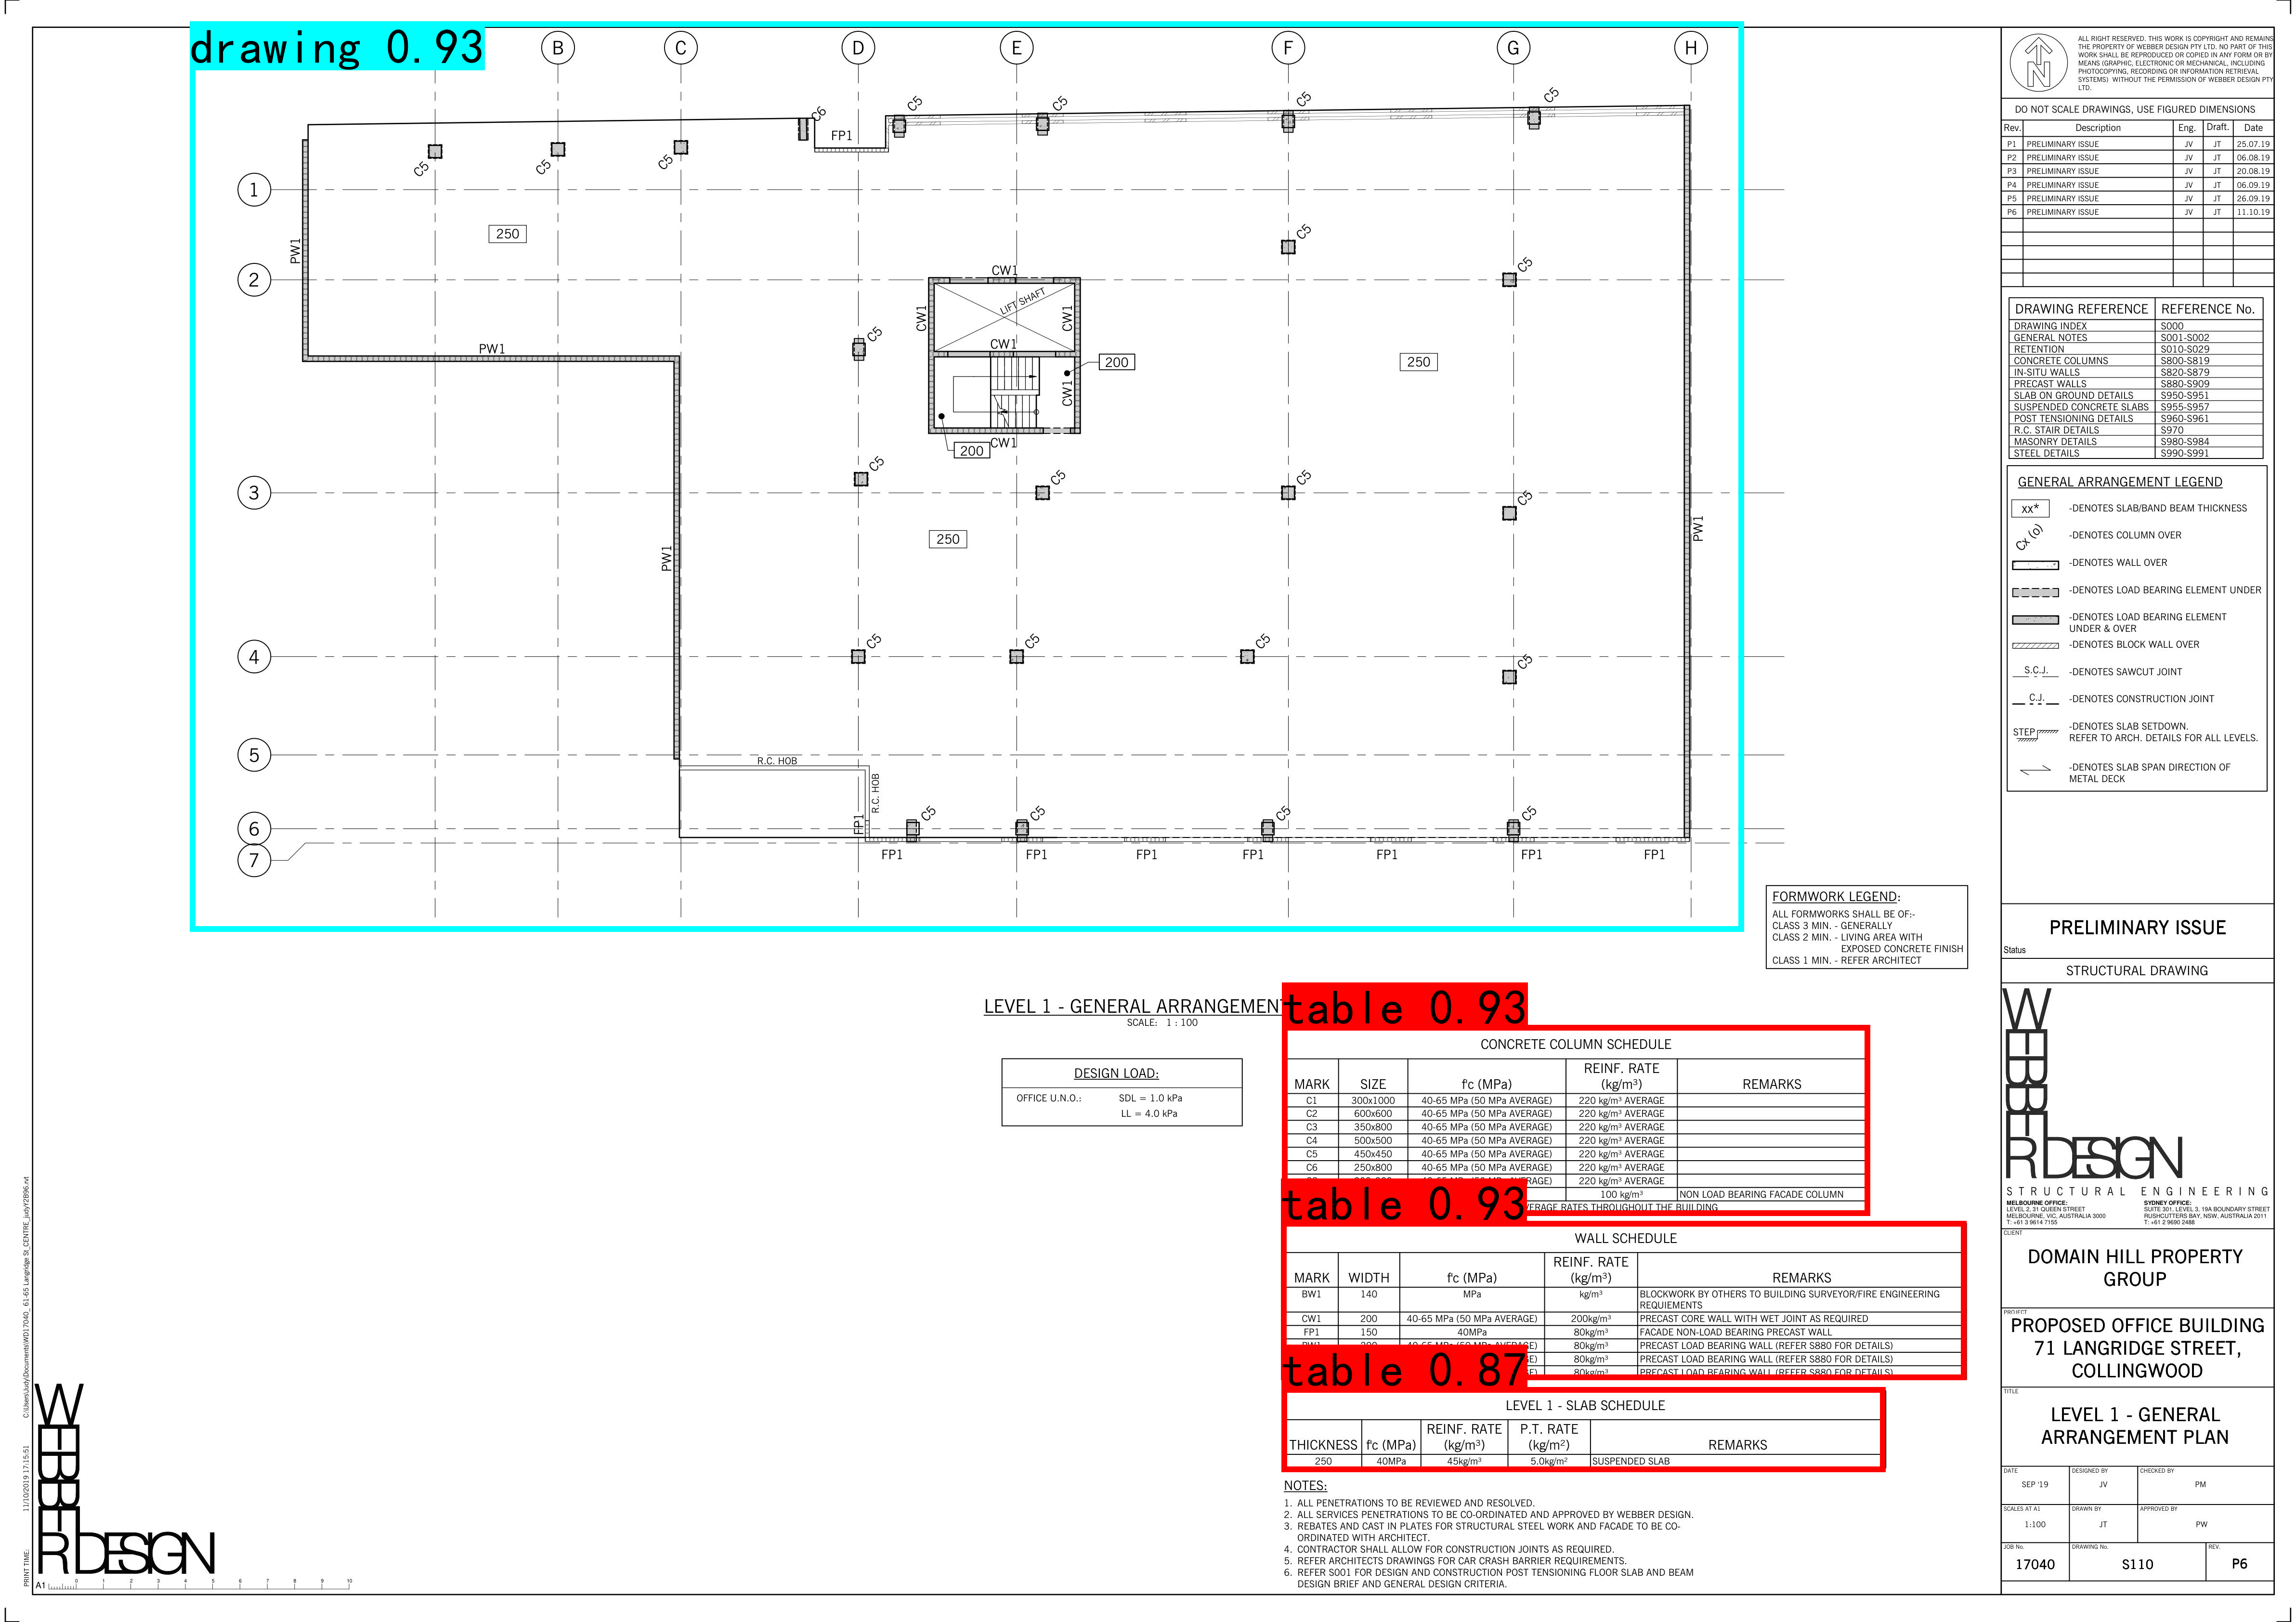 drawing 0.93
B
C
D
E
F
G
H
1
2
3
4
5
6
7
C5
C5
C5
C6
FP1
C5
C5
C5
C5
PW1
250
C5
C5
CW1
CW1
LIFT SHAFT
CW1
C5
PW1
CW1
200
250
CW1
200
CW1
C5
C5
C5
C5
250
PW1
PW1
C5
C5
C5
C5
R.C. HOB
R.C. HOB
FP1
C5
C5
C5
C5
FP1
FP1
FP1
FP1
FP1
FP1
FP1
FORMWORK LEGEND:
ALL FORMWORKS SHALL BE OF:-
CLASS 3 MIN. - GENERALLY
CLASS 2 MIN. - LIVING AREA WITH
EXPOSED CONCRETE FINISH
CLASS 1 MIN. - REFER ARCHITECT
LEVEL 1 - GENERAL ARRANGEMENT
SCALE: 1 : 100
DESIGN LOAD:
OFFICE U.N.O.: SDL = 1.0 kPa
LL = 4.0 kPa
table 0.93
CONCRETE COLUMN SCHEDULE
MARK SIZE f'c (MPa) REINF. RATE (kg/m³) REMARKS
C1 300x1000 40-65 MPa (50 MPa AVERAGE) 220 kg/m³ AVERAGE
C2 600x600 40-65 MPa (50 MPa AVERAGE) 220 kg/m³ AVERAGE
C3 350x800 40-65 MPa (50 MPa AVERAGE) 220 kg/m³ AVERAGE
C4 500x500 40-65 MPa (50 MPa AVERAGE) 220 kg/m³ AVERAGE
C5 450x450 40-65 MPa (50 MPa AVERAGE) 220 kg/m³ AVERAGE
C6 250x800 40-65 MPa (50 MPa AVERAGE) 220 kg/m³ AVERAGE
220 kg/m³ AVERAGE
100 kg/m³ NON LOAD BEARING FACADE COLUMN
RATES THROUGHOUT THE BUILDING
table 0.93
WALL SCHEDULE
MARK WIDTH f'c (MPa) REINF. RATE (kg/m³) REMARKS
BW1 140 MPa kg/m³ BLOCKWORK BY OTHERS TO BUILDING SURVEYOR/FIRE ENGINEERING
REQUIEMENTS
CW1 200 40-65 MPa (50 MPa AVERAGE) 200kg/m³ PRECAST CORE WALL WITH WET JOINT AS REQUIRED
FP1 150 40MPa 80kg/m³ FACADE NON-LOAD BEARING PRECAST WALL
80kg/m³ PRECAST LOAD BEARING WALL (REFER S880 FOR DETAILS)
80kg/m³ PRECAST LOAD BEARING WALL (REFER S880 FOR DETAILS)
80kg/m³ PRECAST LOAD BEARING WALL (REFER S880 FOR DETAILS)
table 0.87
LEVEL 1 - SLAB SCHEDULE
THICKNESS f'c (MPa) REINF. RATE (kg/m³) P.T. RATE (kg/m²) REMARKS
250 40MPa 45kg/m³ 5.0kg/m² SUSPENDED SLAB
NOTES:
1. ALL PENETRATIONS TO BE REVIEWED AND RESOLVED.
2. ALL SERVICES PENETRATIONS TO BE CO-ORDINATED AND APPROVED BY WEBBER DESIGN.
3. REBATES AND CAST IN PLATES FOR STRUCTURAL STEEL WORK AND FACADE TO BE CO-
ORDINATED WITH ARCHITECT.
4. CONTRACTOR SHALL ALLOW FOR CONSTRUCTION JOINTS AS REQUIRED.
5. REFER ARCHITECTS DRAWINGS FOR CAR CRASH BARRIER REQUIREMENTS.
6. REFER S001 FOR DESIGN AND CONSTRUCTION POST TENSIONING FLOOR SLAB AND BEAM
DESIGN BRIEF AND GENERAL DESIGN CRITERIA.
PRINT TIME: 11/10/2019 17:15:51 C:\Users\Judy\Documents\WD17040_ 61-65 Langridge St_CENTRE_judyY2B96.rvt
WEBBER DESIGN
A1 0 1 2 3 4 5 6 7 8 9 10
N
ALL RIGHT RESERVED. THIS WORK IS COPYRIGHT AND REMAINS
THE PROPERTY OF WEBBER DESIGN PTY LTD. NO PART OF THIS
WORK SHALL BE REPRODUCED OR COPIED IN ANY FORM OR BY
MEANS (GRAPHIC, ELECTRONIC OR MECHANICAL, INCLUDING
PHOTOCOPYING, RECORDING OR INFORMATION RETRIEVAL
SYSTEMS) WITHOUT THE PERMISSION OF WEBBER DESIGN PTY
LTD.
DO NOT SCALE DRAWINGS, USE FIGURED DIMENSIONS
Rev. Description Eng. Draft. Date
P1 PRELIMINARY ISSUE JV JT 25.07.19
P2 PRELIMINARY ISSUE JV JT 06.08.19
P3 PRELIMINARY ISSUE JV JT 20.08.19
P4 PRELIMINARY ISSUE JV JT 06.09.19
P5 PRELIMINARY ISSUE JV JT 26.09.19
P6 PRELIMINARY ISSUE JV JT 11.10.19
DRAWING REFERENCE REFERENCE No.
DRAWING INDEX S000
GENERAL NOTES S001-S002
RETENTION S010-S029
CONCRETE COLUMNS S800-S819
IN-SITU WALLS S820-S879
PRECAST WALLS S880-S909
SLAB ON GROUND DETAILS S950-S951
SUSPENDED CONCRETE SLABS S955-S957
POST TENSIONING DETAILS S960-S961
R.C. STAIR DETAILS S970
MASONRY DETAILS S980-S984
STEEL DETAILS S990-S991
GENERAL ARRANGEMENT LEGEND
xx* -DENOTES SLAB/BAND BEAM THICKNESS
Cx (o) -DENOTES COLUMN OVER
-DENOTES WALL OVER
-DENOTES LOAD BEARING ELEMENT UNDER
-DENOTES LOAD BEARING ELEMENT
UNDER & OVER
-DENOTES BLOCK WALL OVER
S.C.J. -DENOTES SAWCUT JOINT
C.J. -DENOTES CONSTRUCTION JOINT
STEP -DENOTES SLAB SETDOWN.
REFER TO ARCH. DETAILS FOR ALL LEVELS.
-DENOTES SLAB SPAN DIRECTION OF
METAL DECK
PRELIMINARY ISSUE
Status
STRUCTURAL DRAWING
WEBBER DESIGN
STRUCTURAL ENGINEERING
MELBOURNE OFFICE: SYDNEY OFFICE:
LEVEL 2, 31 QUEEN STREET SUITE 301, LEVEL 3, 19A BOUNDARY STREET
MELBOURNE, VIC, AUSTRALIA 3000 RUSHCUTTERS BAY, NSW, AUSTRALIA 2011
T: +61 3 9614 7155 T: +61 2 9690 2488
CLIENT
DOMAIN HILL PROPERTY
GROUP
PROJECT
PROPOSED OFFICE BUILDING
71 LANGRIDGE STREET,
COLLINGWOOD
TITLE
LEVEL 1 - GENERAL
ARRANGEMENT PLAN
DATE DESIGNED BY CHECKED BY
SEP '19 JV PM
SCALES AT A1 DRAWN BY APPROVED BY
1:100 JT PW
JOB No. DRAWING No. REV.
17040 S110 P6